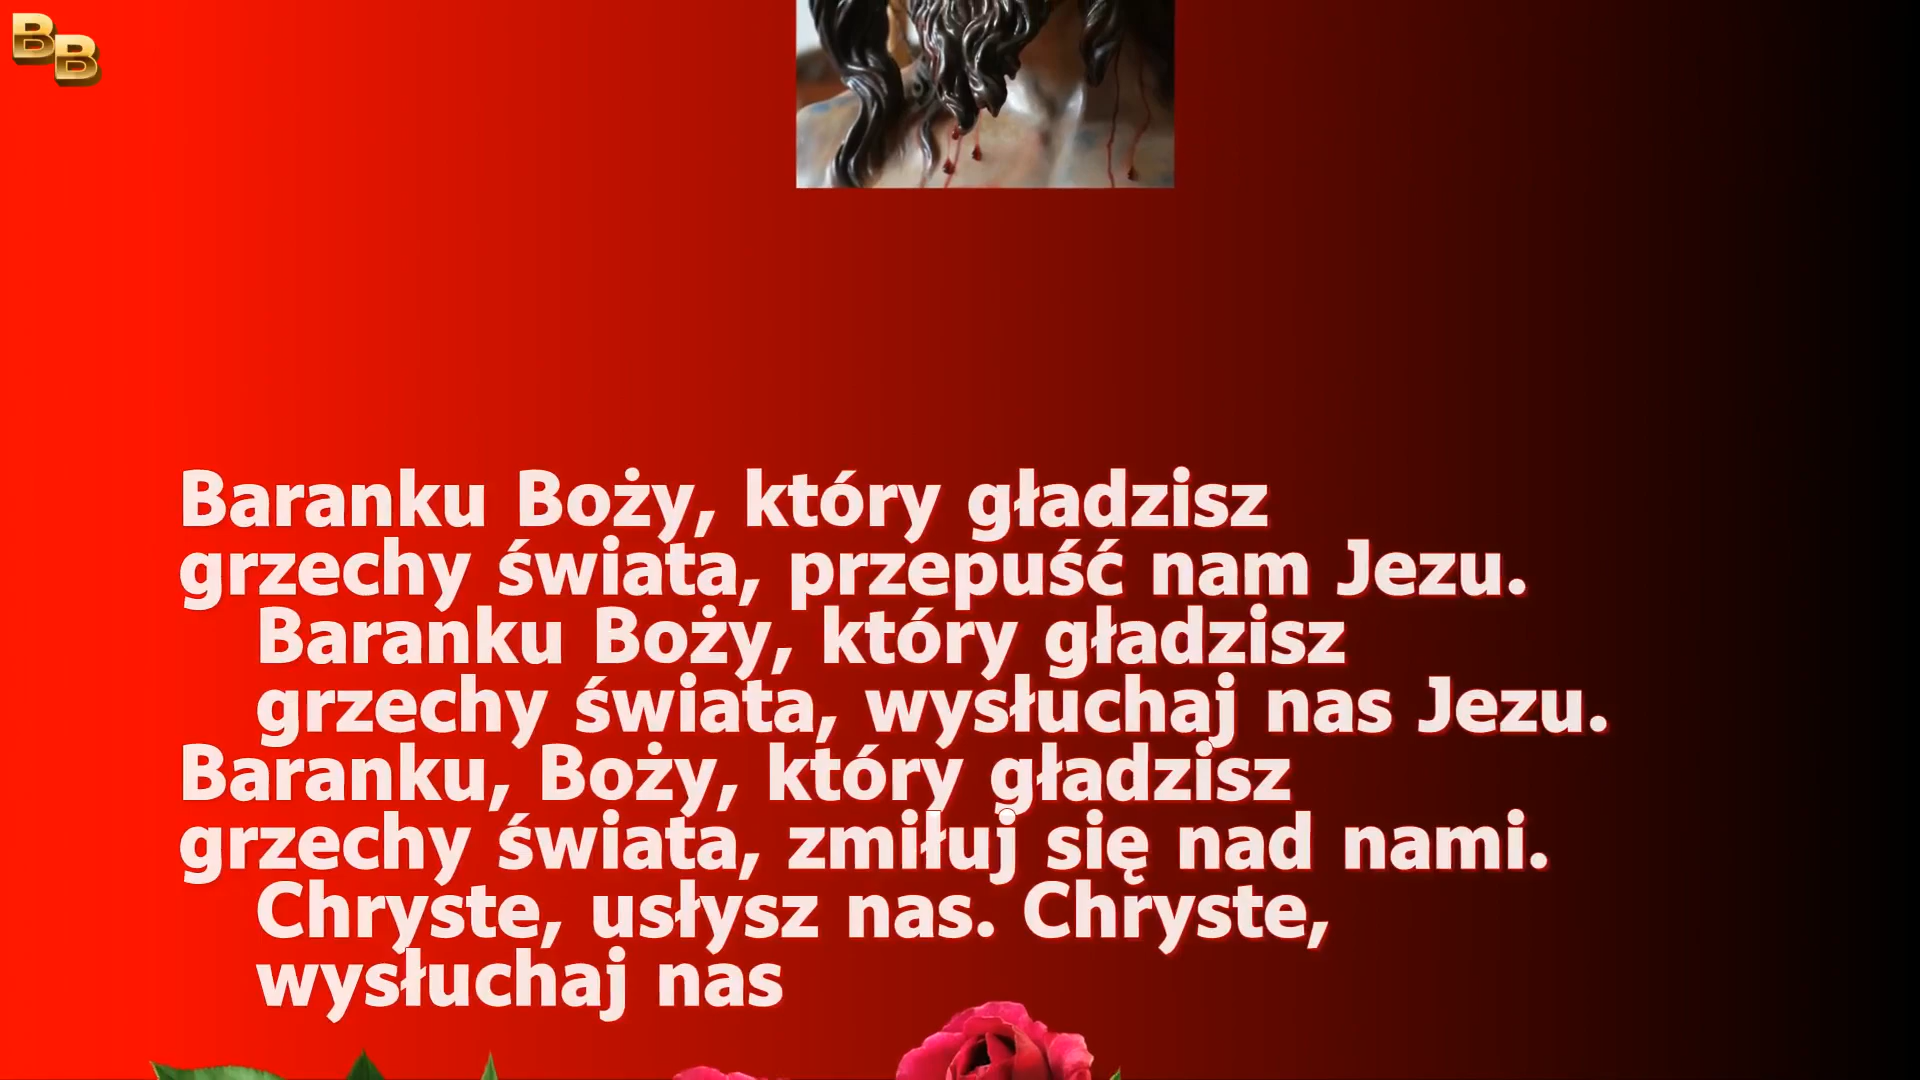 BB
Baranku Boży, który gładzisz
grzechy świata, przepuść nam Jezu.
Baranku Boży, który gładzisz
grzechy świata, wysłuchaj nas Jezu.
Baranku, Boży, który gładzisz
grzechy świata, zmiłuj się nad nami.
Chryste, usłysz nas. Chryste,
wysłuchaj nas